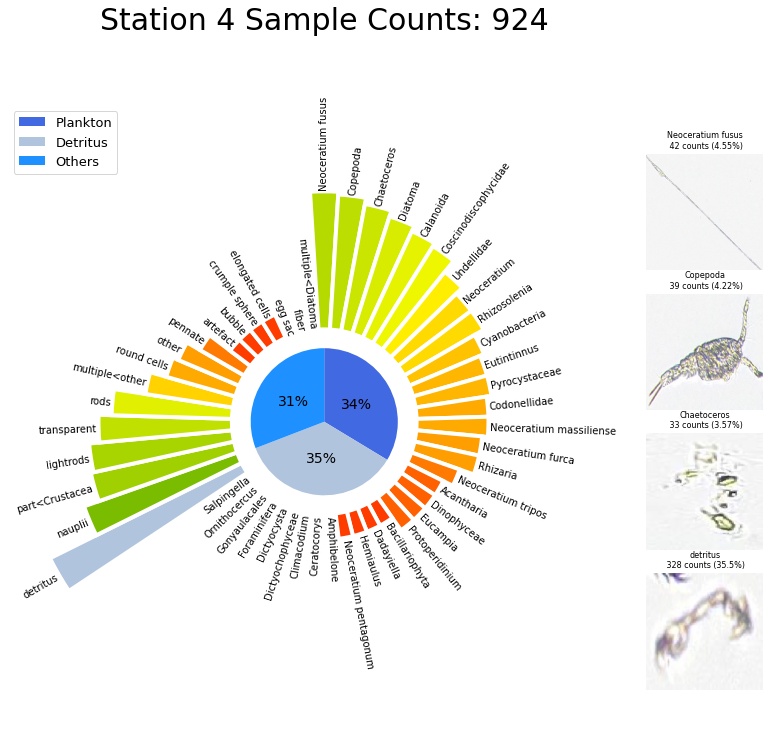 Station 4 Sample Counts: 924
Plankton
Detritus
Others
Neoceratium fusus
Copepoda
Chaetoceros
Diatoma
Calanoida
Coscinodiscophycidae
Undellidae
Neoceratium
Rhizosolenia
Cyanobacteria
Eutintinnus
Pyrocystaceae
Codonellidae
Neoceratium massiliense
Neoceratium furca
Rhizaria
Neoceratium tripos
Acantharia
Dinophyceae
Eucampia
Protoperidinium
Bacillariophyta
Dadayiella
Hemiaulus
Neoceratium pentagonum
Amphibelone
Ceratocorys
Climacodium
Dictyochophyceae
Dictyocysta
Foraminifera
Gonyaulacales
Ornithocercus
Salpingella
detritus
nauplii
part<Crustacea
lightrods
transparent
rods
multiple<other
round cells
other
pennate
artefact
bubble
crumple sphere
elongated cells
egg sac
fiber
multiple<Diatoma
31%
34%
35%
Neoceratium fusus
42 counts (4.55%)
Copepoda
39 counts (4.22%)
Chaetoceros
33 counts (3.57%)
detritus
328 counts (35.5%)